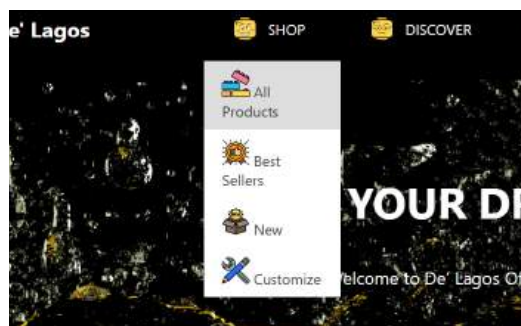 e' Lagos
SHOP
DISCOVER
All
Products
Best
Sellers
New
Customize
YOUR
elcome to De' Lagos